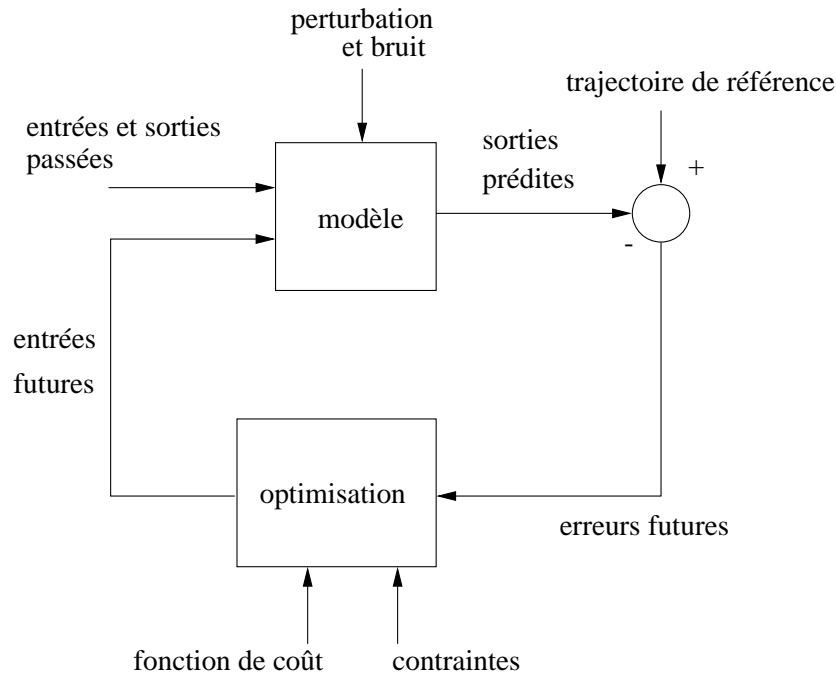 perturbation
et bruit
trajectoire de référence
entrées et sorties
passées
sorties
prédites
+
modèle
-
entrées
futures
optimisation
erreurs futures
fonction de coût
contraintes